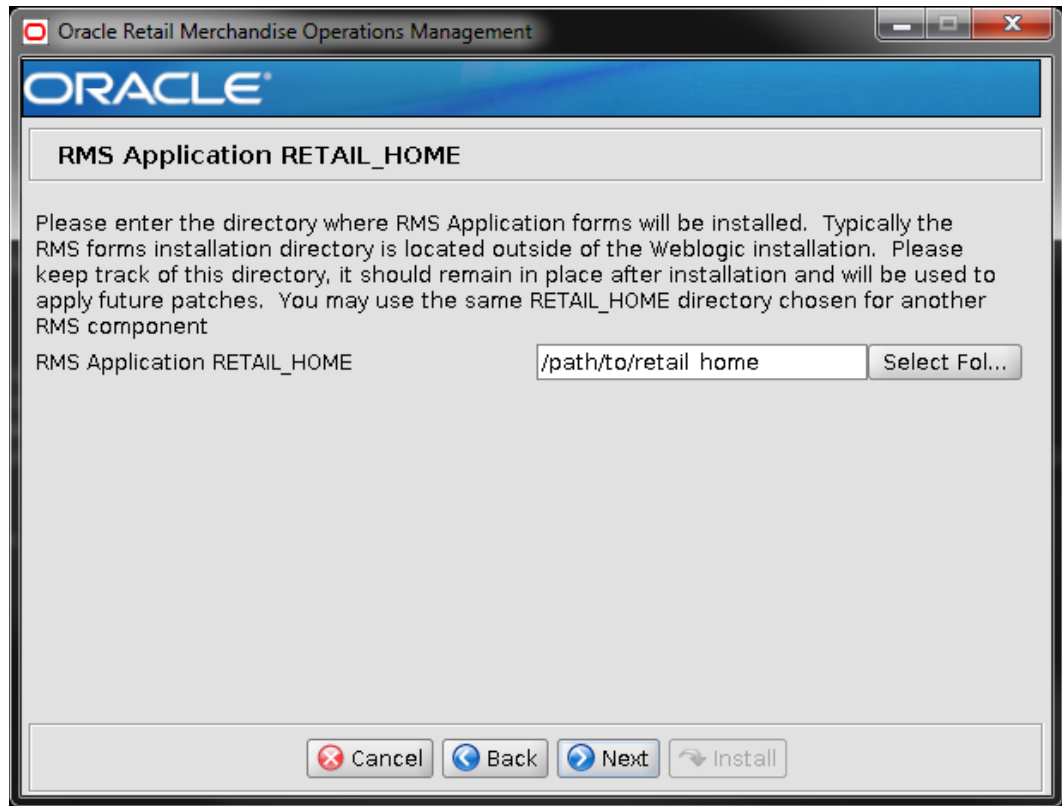 Oracle Retail Merchandise Operations Management
ORACLE
RMS Application RETAIL_HOME
Please enter the directory where RMS Application forms will be installed.  Typically the
RMS forms installation directory is located outside of the Weblogic installation.  Please
keep track of this directory, it should remain in place after installation and will be used to
apply future patches.  You may use the same RETAIL_HOME directory chosen for another
RMS component
RMS Application RETAIL_HOME /path/to/retail_home Select Fol...
Cancel Back Next Install